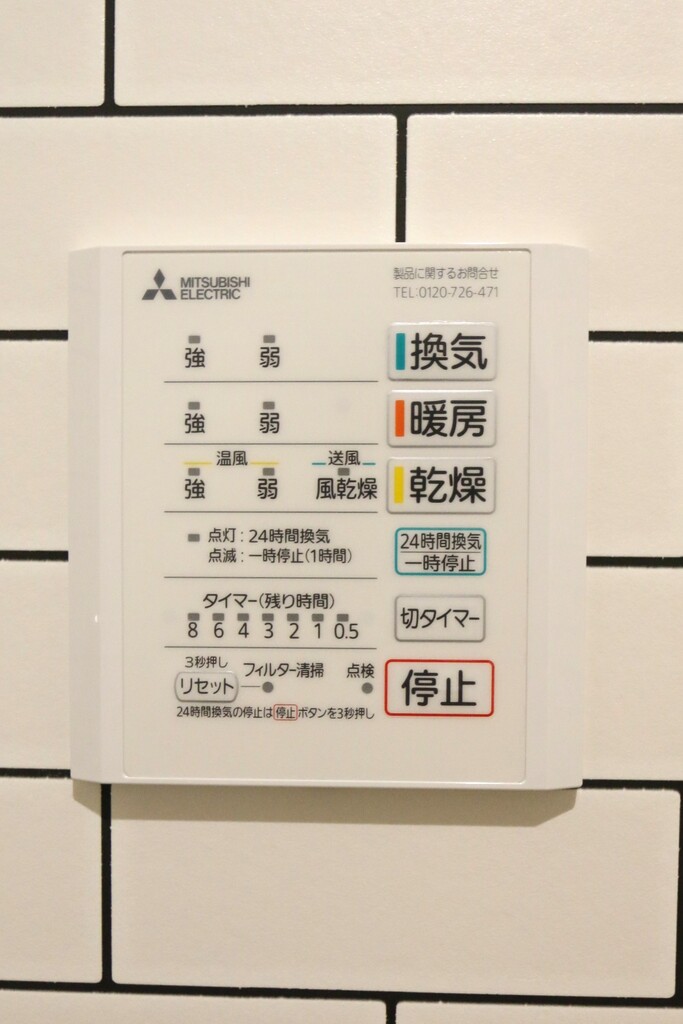 MITSUBISHI
ELECTRIC
製品に関するお問合せ
TEL:0120-726-471
強 弱 換気
強 弱 暖房
温風 送風
強 弱 風乾燥 乾燥
点灯：24時間換気
点滅：一時停止(1時間)
24時間換気
一時停止
タイマー(残り時間)
8 6 4 3 2 1 0.5
切タイマー
3秒押し
リセット フィルター清掃 点検
停止
24時間換気の停止は停止ボタンを3秒押し